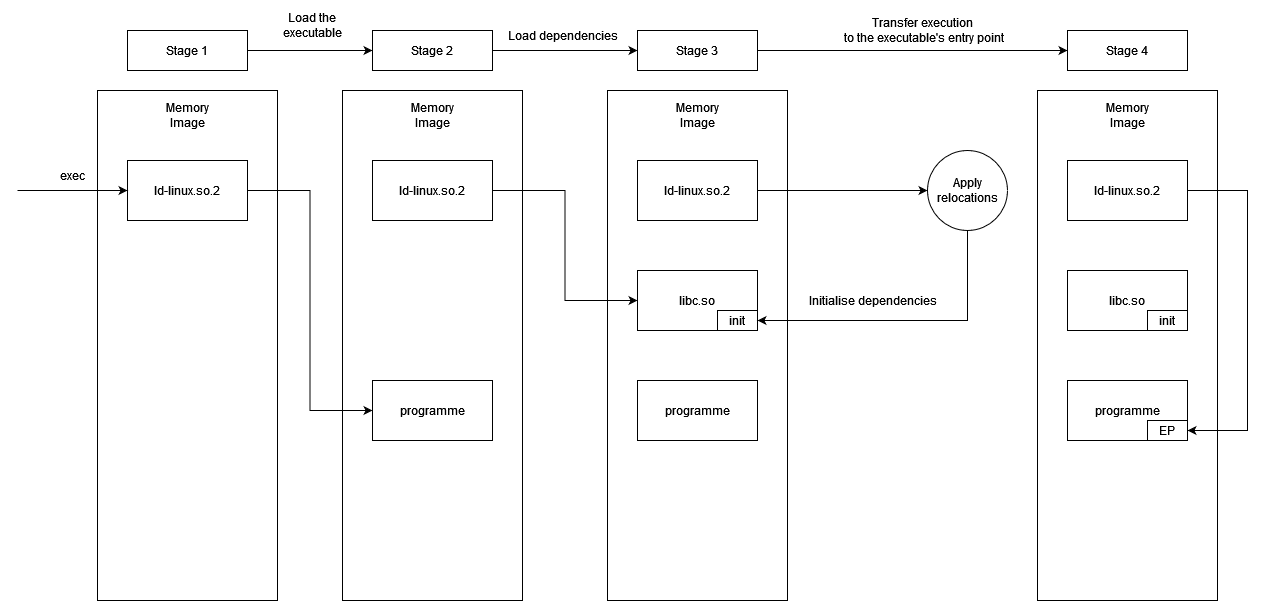 Load the
executable
Load dependencies
Transfer execution
to the executable's entry point
Stage 1
Stage 2
Stage 3
Stage 4
Memory
Image
Memory
Image
Memory
Image
Memory
Image
exec
ld-linux.so.2
ld-linux.so.2
ld-linux.so.2
Apply
relocations
ld-linux.so.2
libc.so
init
Initialise dependencies
libc.so
init
programme
programme
programme
EP